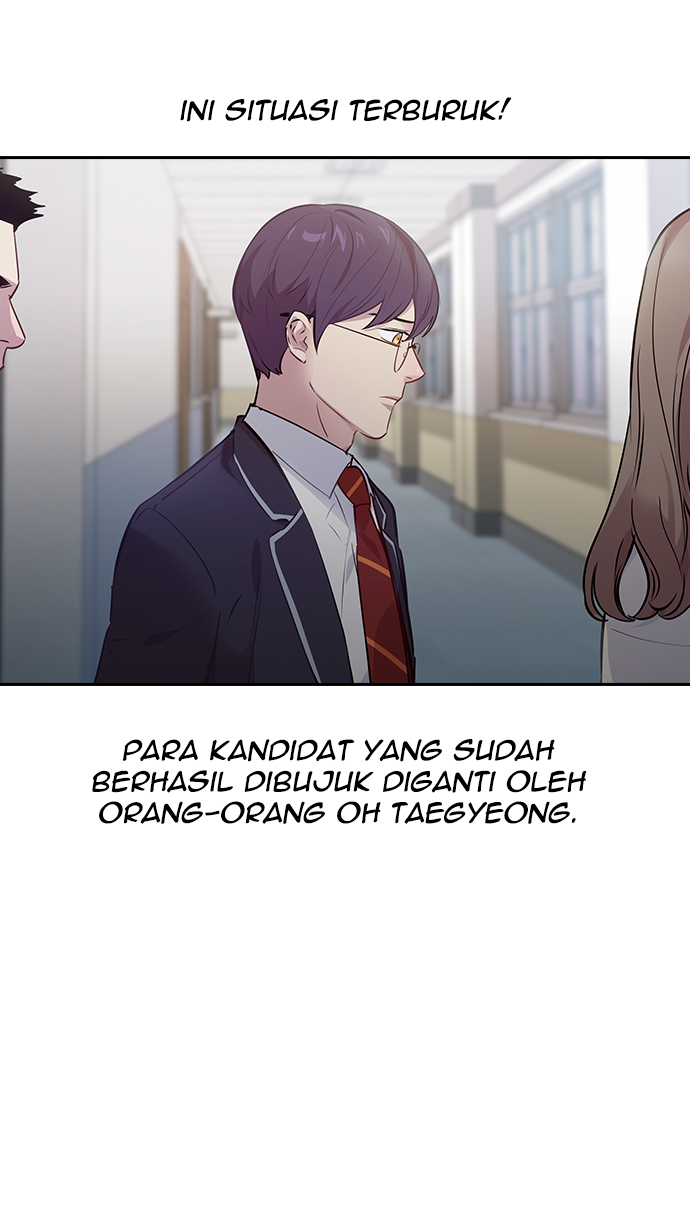 INI SITUASI TERBURUK!
PARA KANDIDAT YANG SUDAH
BERHASIL DIBUJUK DIGANTI OLEH
ORANG-ORANG OH TAEGYEONG.